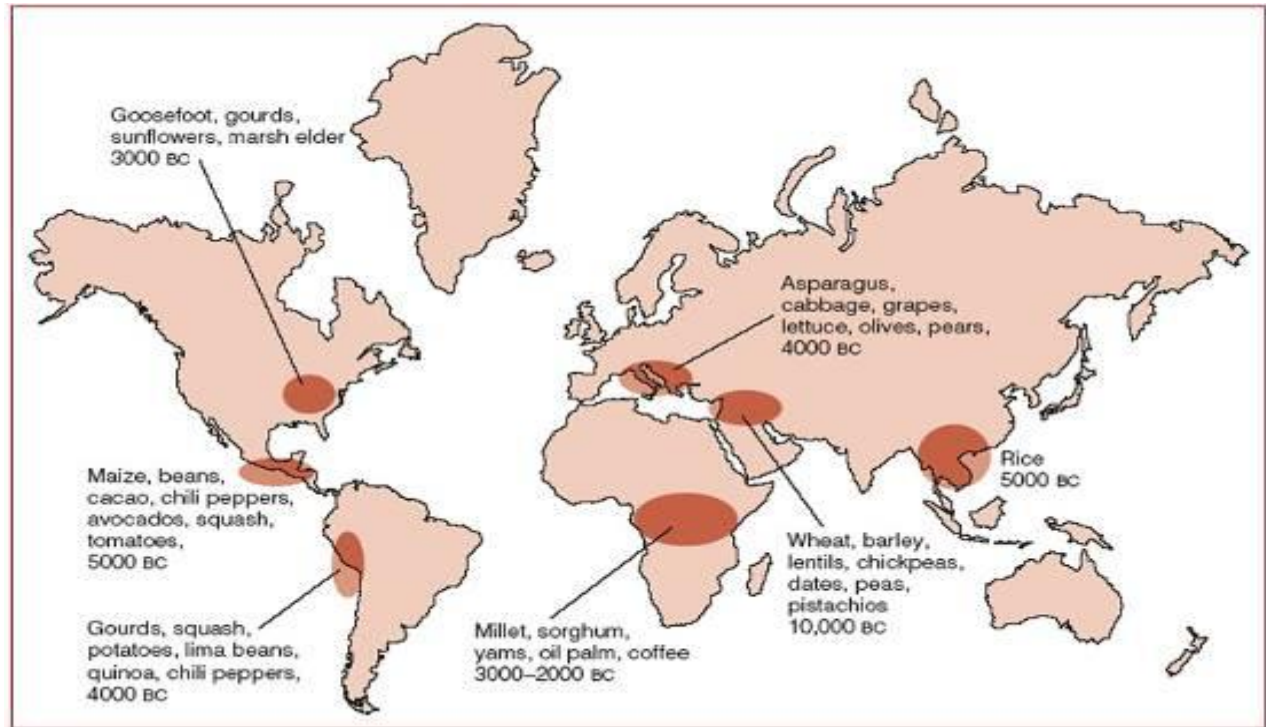 Goosefoot, gourds,
sunflowers, marsh elder
3000 BC
Asparagus,
cabbage, grapes,
lettuce, olives, pears,
4000 BC
Maize, beans,
cacao, chili peppers,
avocados, squash,
tomatoes,
5000 BC
Rice
5000 BC
Wheat, barley,
lentils, chickpeas,
dates, peas,
pistachios
10,000 BC
Gourds, squash,
potatoes, lima beans,
quinoa, chili peppers,
4000 BC
Millet, sorghum,
yams, oil palm, coffee
3000–2000 BC